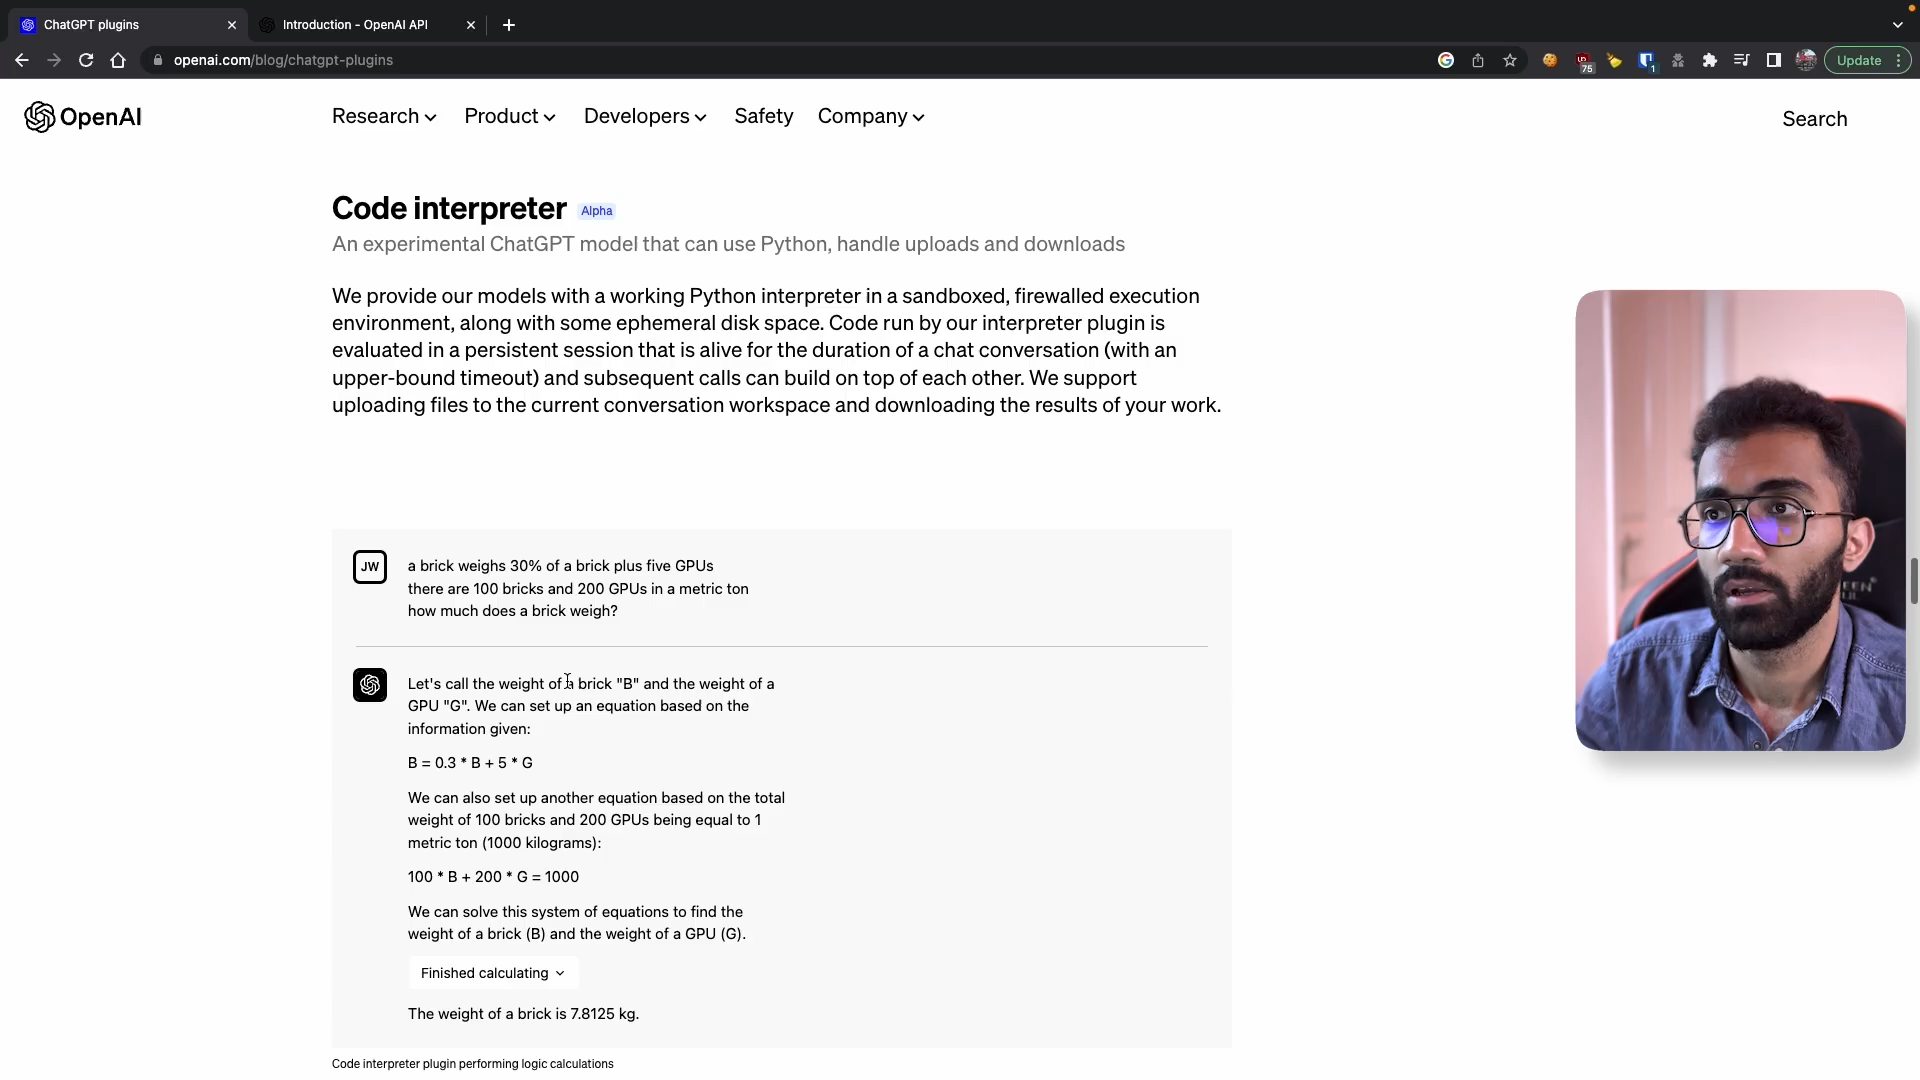 ChatGPT plugins
Introduction - OpenAI API
openai.com/blog/chatgpt-plugins
75
1
Update
OpenAI
Research
Product
Developers
Safety
Company
Search
Code interpreter Alpha
An experimental ChatGPT model that can use Python, handle uploads and downloads
We provide our models with a working Python interpreter in a sandboxed, firewalled execution
environment, along with some ephemeral disk space. Code run by our interpreter plugin is
evaluated in a persistent session that is alive for the duration of a chat conversation (with an
upper-bound timeout) and subsequent calls can build on top of each other. We support
uploading files to the current conversation workspace and downloading the results of your work.
JW
a brick weighs 30% of a brick plus five GPUs
there are 100 bricks and 200 GPUs in a metric ton
how much does a brick weigh?
Let's call the weight of a brick "B" and the weight of a
GPU "G". We can set up an equation based on the
information given:
B = 0.3 * B + 5 * G
We can also set up another equation based on the total
weight of 100 bricks and 200 GPUs being equal to 1
metric ton (1000 kilograms):
100 * B + 200 * G = 1000
We can solve this system of equations to find the
weight of a brick (B) and the weight of a GPU (G).
Finished calculating
The weight of a brick is 7.8125 kg.
Code interpreter plugin performing logic calculations